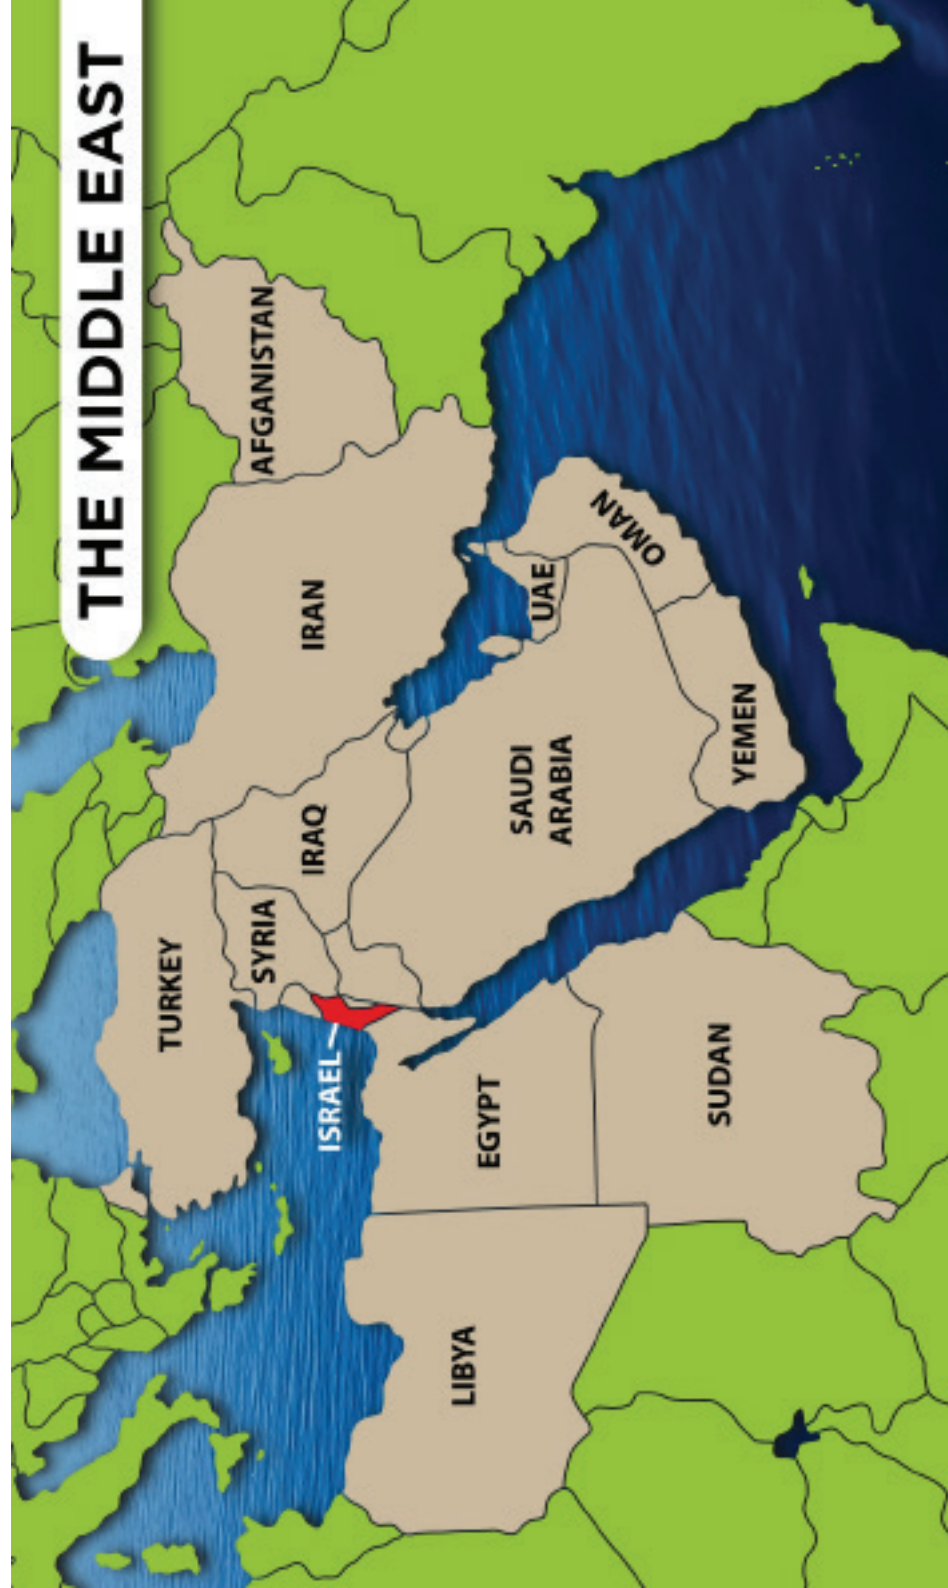 THE MIDDLE EAST
AFGANISTAN
TURKEY
SYRIA
IRAQ
IRAN
ISRAEL
LIBYA
EGYPT
SAUDI
ARABIA
UAE
OMAN
SUDAN
YEMEN